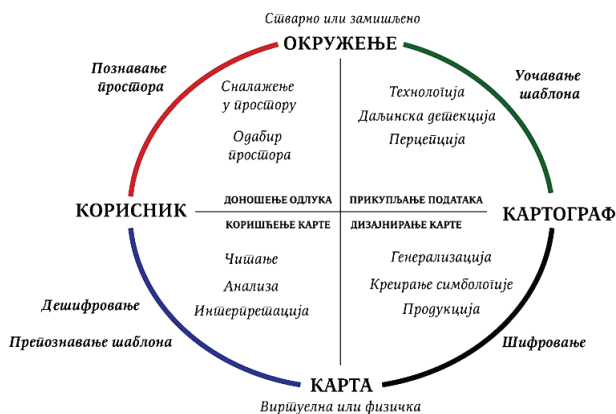 Стварно или замишљено
ОКРУЖЕЊЕ
Познавање
простора
Уочавање
шаблона
Сналажење
у простору
Одабир
простора
Технологија
Даљинска детекција
Перцепција
ДОНОШЕЊЕ ОДЛУКА
ПРИКУПЉАЊЕ ПОДАТАКА
КОРИСНИК
КАРТОГРАФ
КОРИШЋЕЊЕ КАРТЕ
ДИЗАЈНИРАЊЕ КАРТЕ
Читање
Анализа
Интерпретација
Генерализација
Креирање симбологије
Продукција
Дешифровање
Препознавање шаблона
Шифровање
КАРТА
Виртуелна или физичка